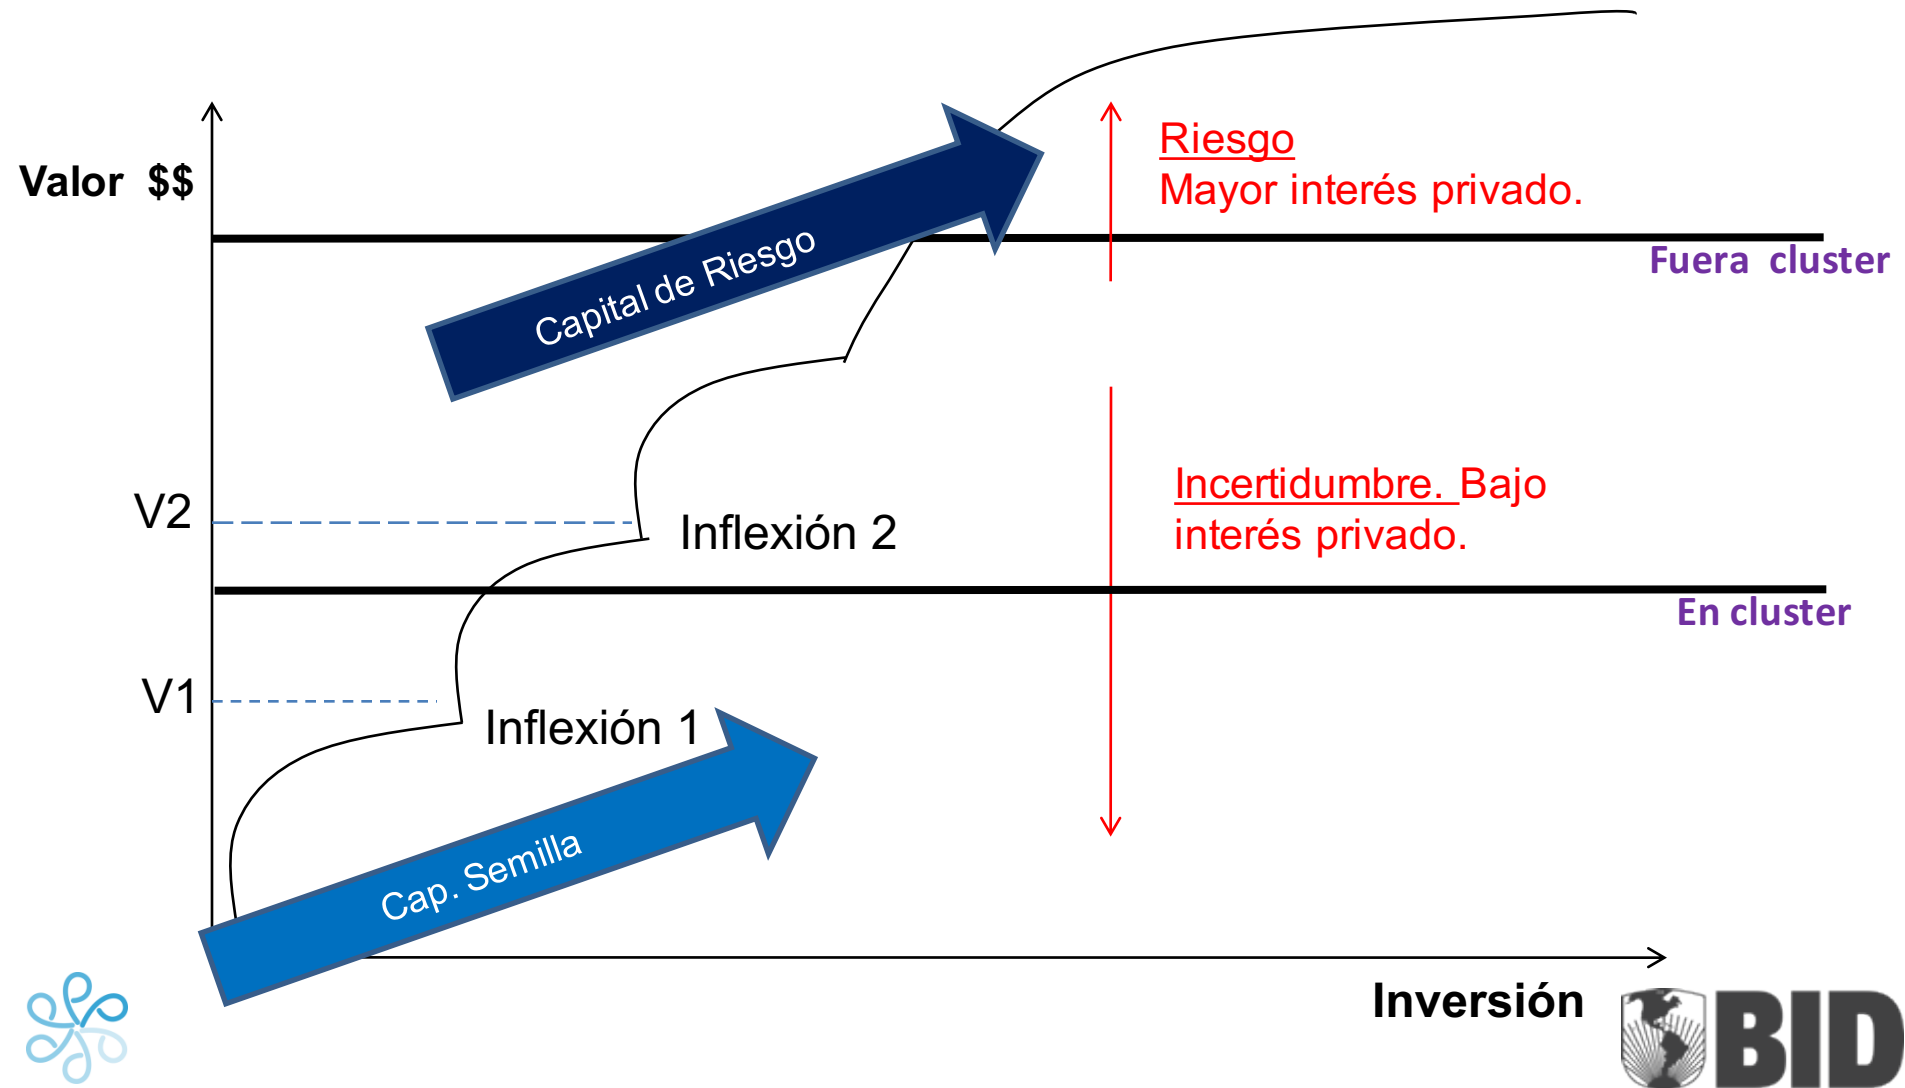 Valor $$
Riesgo
Mayor interés privado.
Capital de Riesgo
Fuera cluster
V2
Inflexión 2
Incertidumbre. Bajo
interés privado.
En cluster
V1
Inflexión 1
Cap. Semilla
Inversión
BID